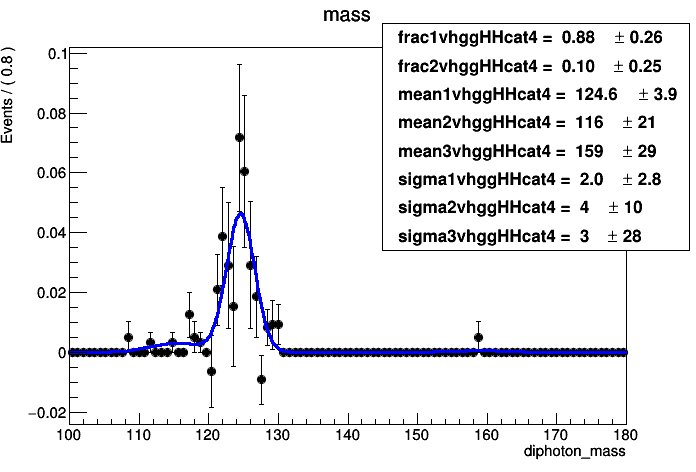 mass
frac1vhggHHcat4 = 0.88 ± 0.26
frac2vhggHHcat4 = 0.10 ± 0.25
mean1vhggHHcat4 = 124.6 ± 3.9
mean2vhggHHcat4 = 116 ± 21
mean3vhggHHcat4 = 159 ± 29
sigma1vhggHHcat4 = 2.0 ± 2.8
sigma2vhggHHcat4 = 4 ± 10
sigma3vhggHHcat4 = 3 ± 28
Events / ( 0.8 )
0.1
0.08
0.06
0.04
0.02
0
−0.02
100 110 120 130 140 150 160 170 180
diphoton_mass